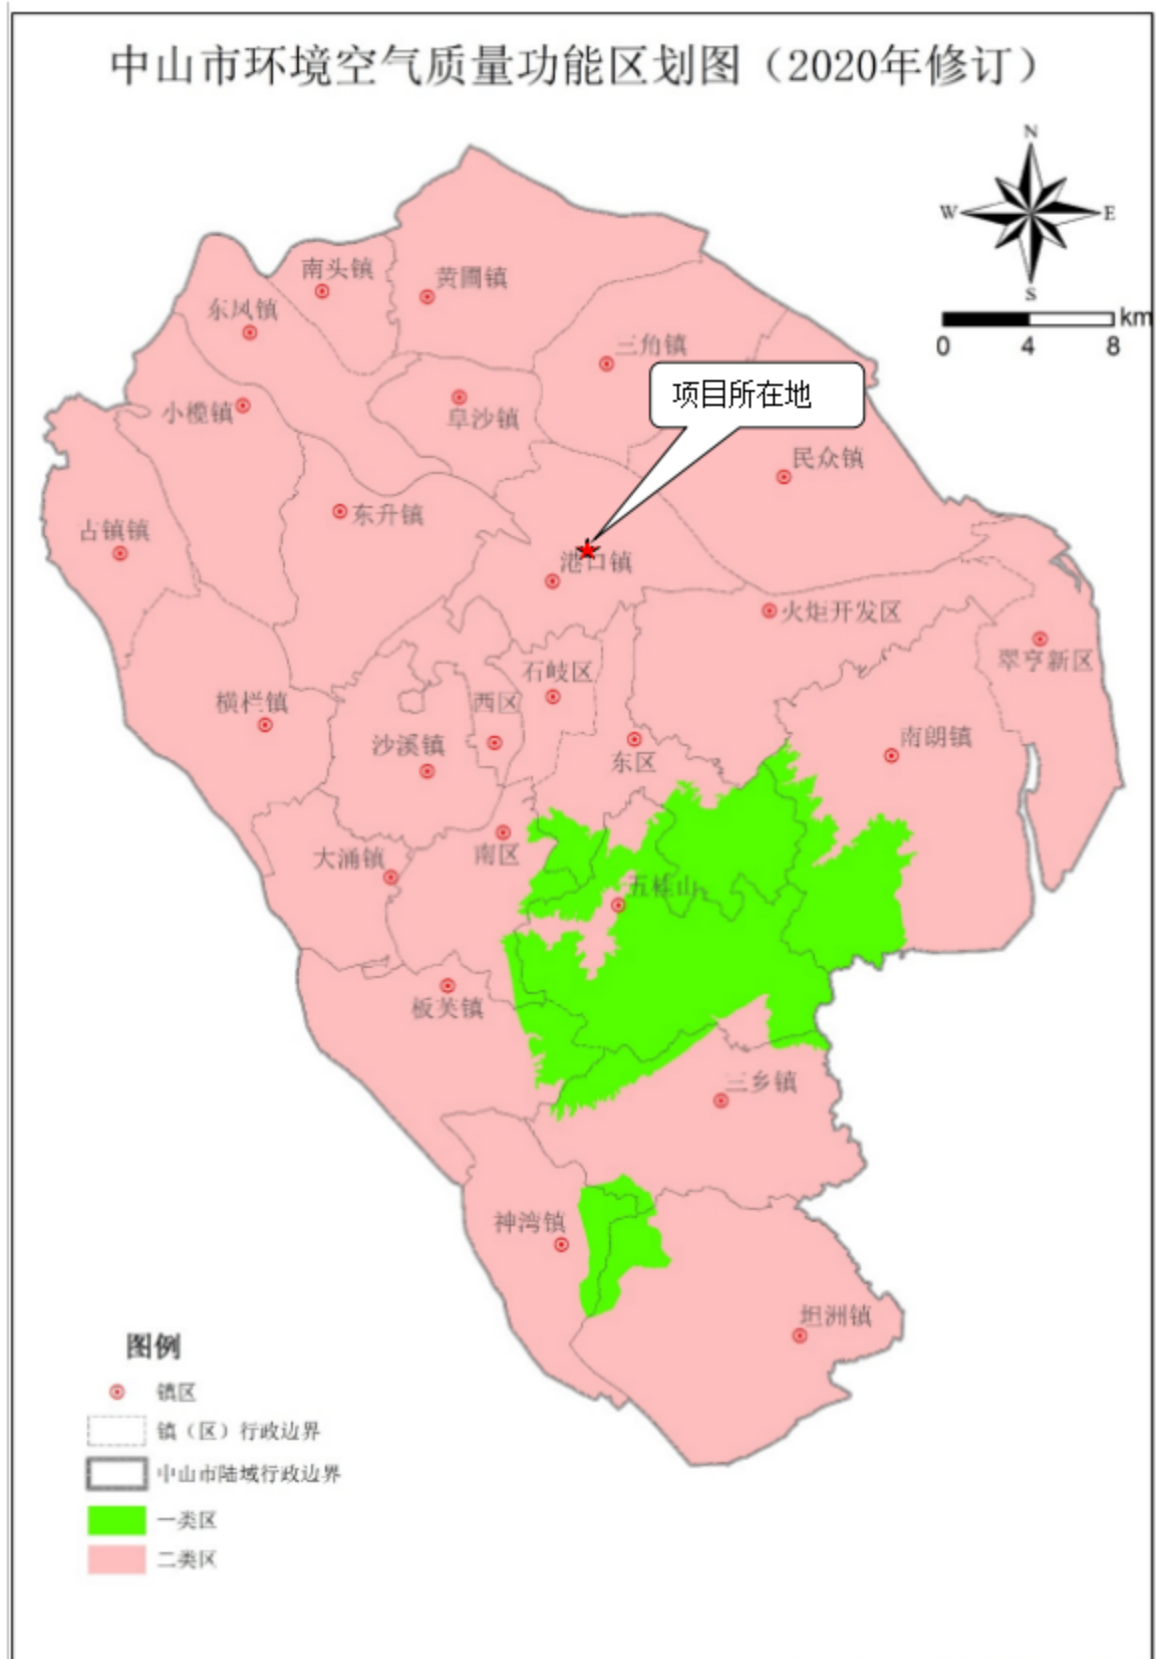 中山市环境空气质量功能区划图（2020年修订）
N
W
E
S
km
0
4
8
南头镇
黄圃镇
东凤镇
三角镇
项目所在地
小榄镇
阜沙镇
民众镇
古镇镇
东升镇
港口镇
火炬开发区
翠亨新区
石岐区
横栏镇
西区
沙溪镇
南朗镇
东区
大涌镇
南区
五桂山
板芙镇
三乡镇
神湾镇
坦洲镇
图例
镇区
镇（区）行政边界
中山市陆域行政边界
一类区
二类区